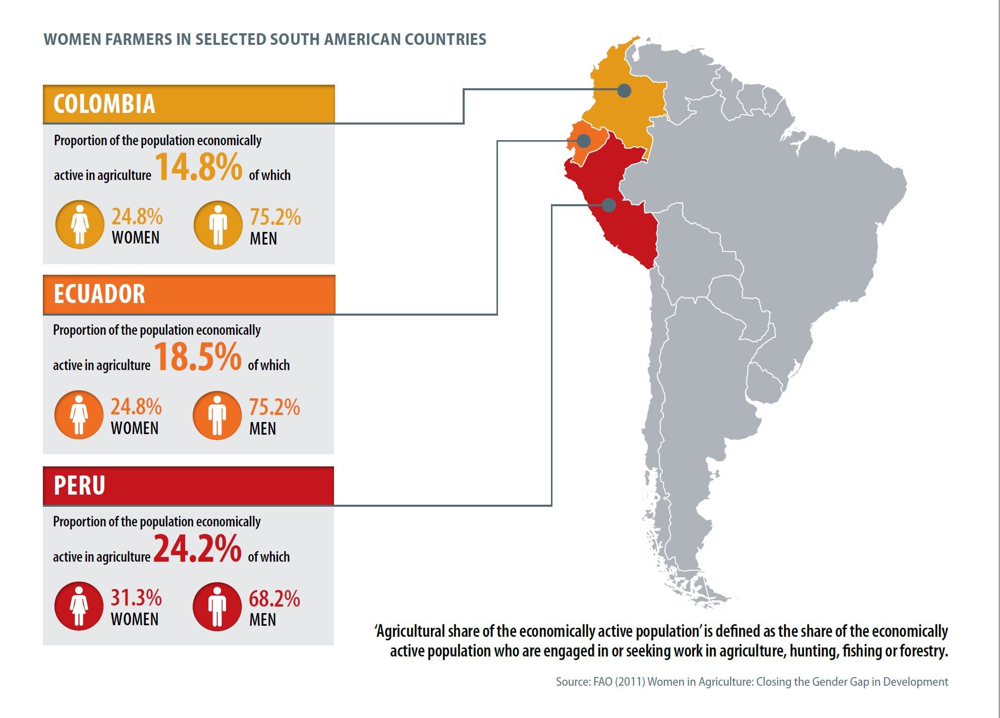 WOMEN FARMERS IN SELECTED SOUTH AMERICAN COUNTRIES
COLOMBIA
Proportion of the population economically
active in agriculture 14.8% of which
24.8%
WOMEN
75.2%
MEN
ECUADOR
Proportion of the population economically
active in agriculture 18.5% of which
24.8%
WOMEN
75.2%
MEN
PERU
Proportion of the population economically
active in agriculture 24.2% of which
31.3%
WOMEN
68.2%
MEN
‘Agricultural share of the economically active population’ is defined as the share of the economically
active population who are engaged in or seeking work in agriculture, hunting, fishing or forestry.
Source: FAO (2011) Women in Agriculture: Closing the Gender Gap in Development